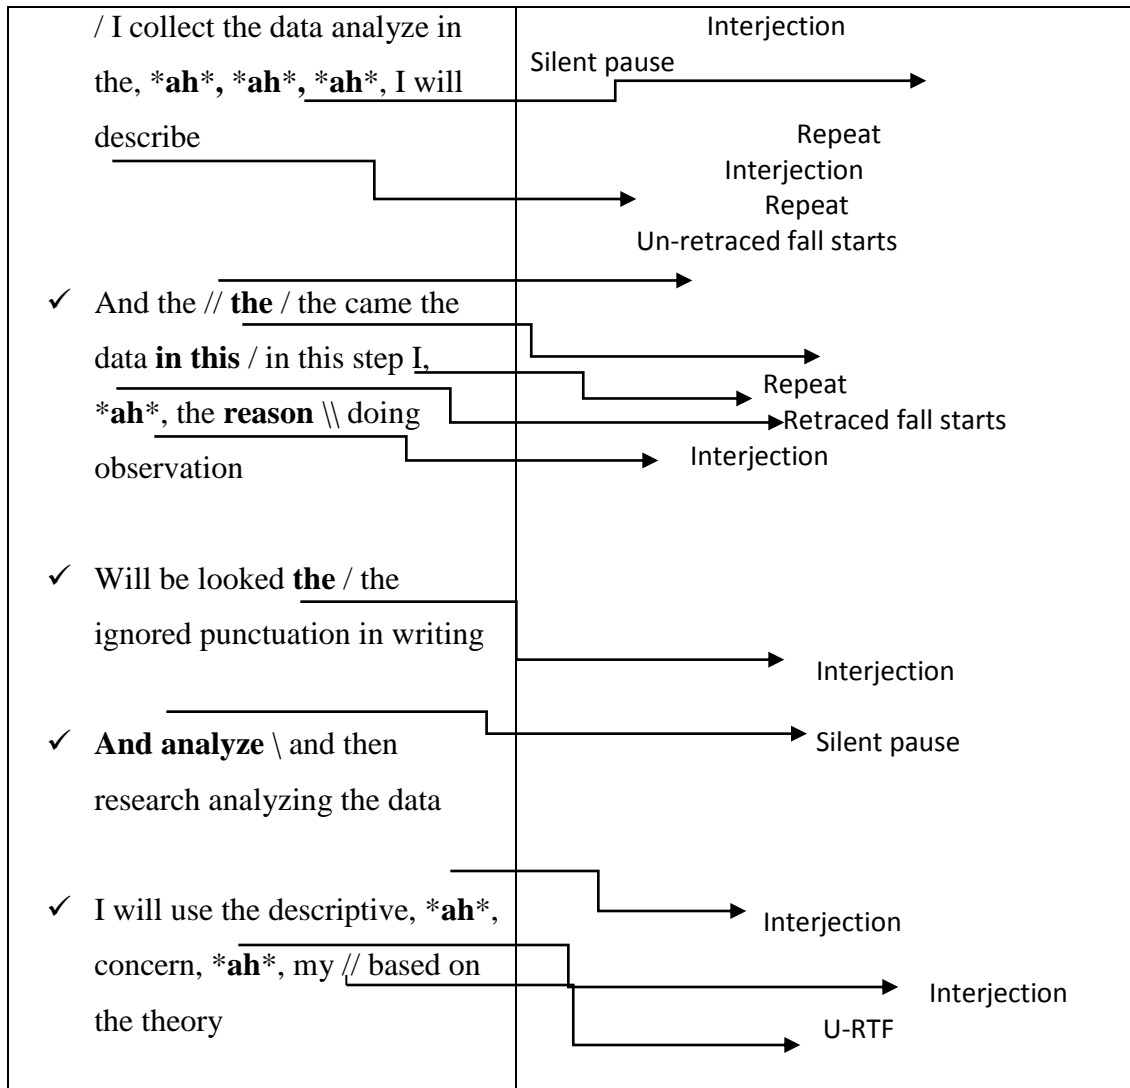 / I collect the data analyze in
the, *ah*, *ah*, *ah*, I will
describe
✓ And the // the / the came the
data in this / in this step I,
*ah*, the reason \\ doing
observation
✓ Will be looked the / the
ignored punctuation in writing
✓ And analyze \ and then
research analyzing the data
✓ I will use the descriptive, *ah*,
concern, *ah*, my // based on
the theory
Interjection
Silent pause
Repeat
Interjection
Repeat
Un-retraced fall starts
Repeat
Retraced fall starts
Interjection
Interjection
Silent pause
Interjection
Interjection
U-RTF